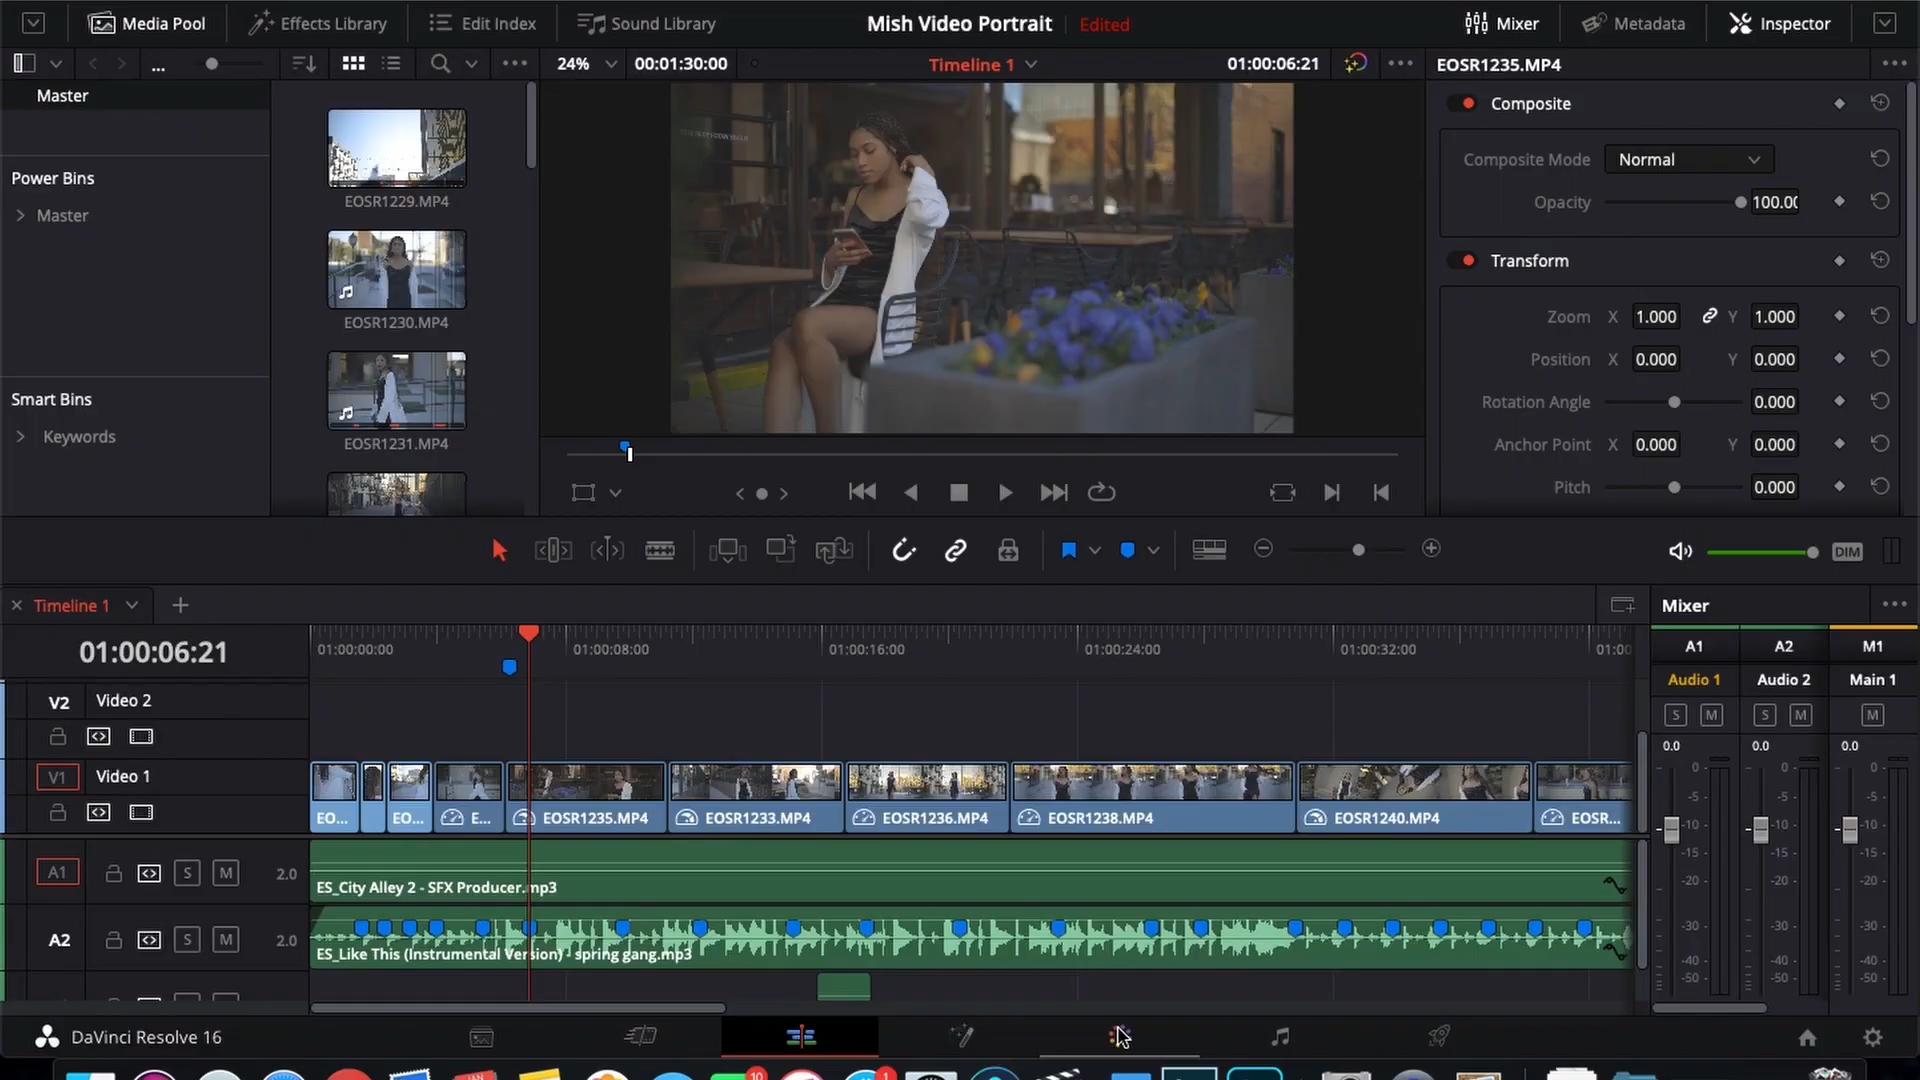 Media Pool
Effects Library
Edit Index
Sound Library
Mish Video Portrait
Edited
Mixer
Metadata
Inspector
...
24%
00:01:30:00
Timeline 1
01:00:06:21
EOSR1235.MP4
Master
Power Bins
Master
Smart Bins
Keywords
EOSR1229.MP4
EOSR1230.MP4
EOSR1231.MP4
Composite
Composite Mode
Normal
Opacity
100.00
Transform
Zoom X 1.000 Y 1.000
Position X 0.000 Y 0.000
Rotation Angle 0.000
Anchor Point X 0.000 Y 0.000
Pitch 0.000
DIM
Timeline 1
Mixer
01:00:06:21
01:00:00:00
01:00:08:00
01:00:16:00
01:00:24:00
01:00:32:00
01:00
V2 Video 2
V1 Video 1
EO...
EO...
E...
EOSR1235.MP4
EOSR1233.MP4
EOSR1236.MP4
EOSR1238.MP4
EOSR1240.MP4
EOSR...
A1 S M 2.0
ES_City Alley 2 - SFX Producer.mp3
A2 S M 2.0
ES_Like This (Instrumental Version) - spring gang.mp3
A1 A2 M1
Audio 1 Audio 2 Main 1
S M S M M
0.0 0.0 0.0
0 0 0
-5 -5 -5
-10 -10 -10
-15 -15 -15
-20 -20 -20
-30 -30 -30
-40 -40 -40
-50 -50 -50
DaVinci Resolve 16
JAN
10
1